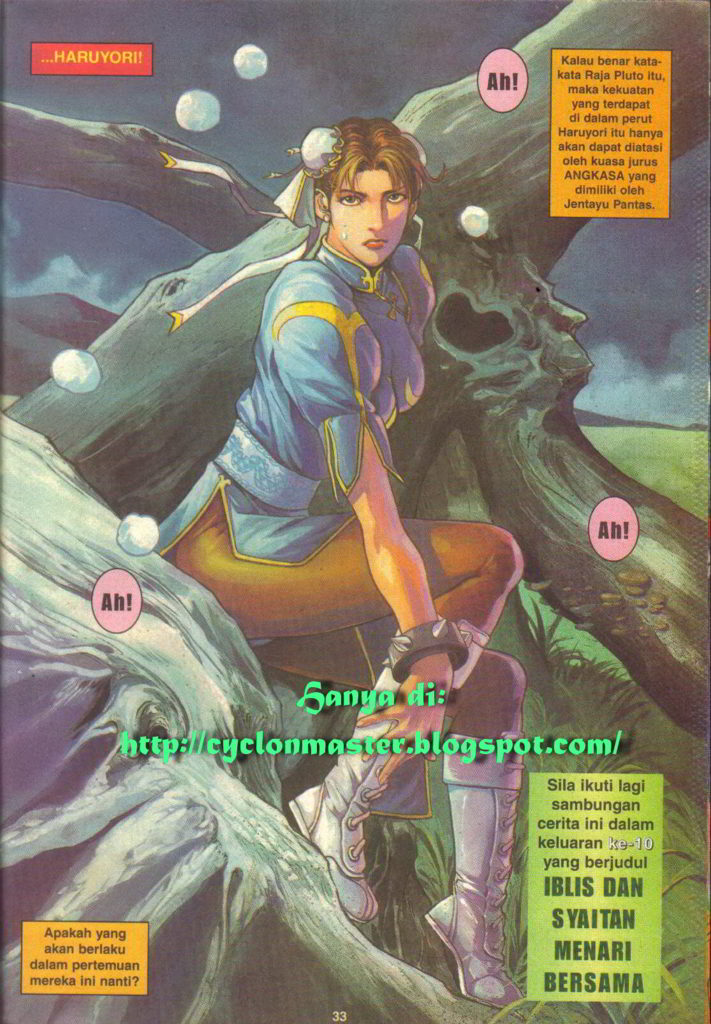 ...HARUYORI!
Ah!
Kalau benar kata-
kata Raja Pluto itu,
maka kekuatan
yang terdapat
di dalam perut
Haruyori itu hanya
akan dapat diatasi
oleh kuasa jurus
ANGKASA yang
dimiliki oleh
Jentayu Pantas.
Ah!
Ah!
Hanya di:
http://cyclonmaster.blogspot.com/
Sila ikuti lagi
sambungan
cerita ini dalam
keluaran ke-10
yang berjudul
IBLIS DAN
SYAITAN
MENARI
BERSAMA
Apakah yang
akan berlaku
dalam pertemuan
mereka ini nanti?
33